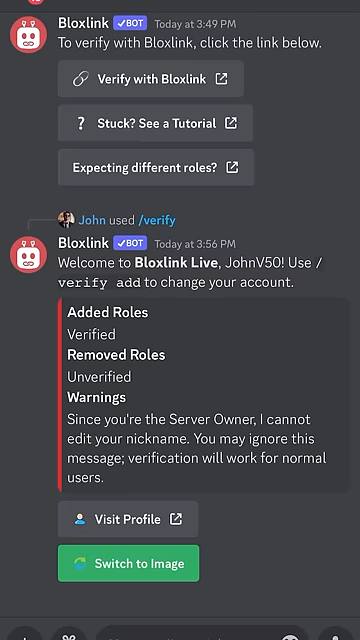 Bloxlink ✓BOT Today at 3:49 PM
To verify with Bloxlink, click the link below.
Verify with Bloxlink
? Stuck? See a Tutorial
Expecting different roles?
John used /verify
Bloxlink ✓BOT Today at 3:56 PM
Welcome to Bloxlink Live, JohnV50! Use /
verify add to change your account.
Added Roles
Verified
Removed Roles
Unverified
Warnings
Since you're the Server Owner, I cannot
edit your nickname. You may ignore this
message; verification will work for normal
users.
Visit Profile
Switch to Image